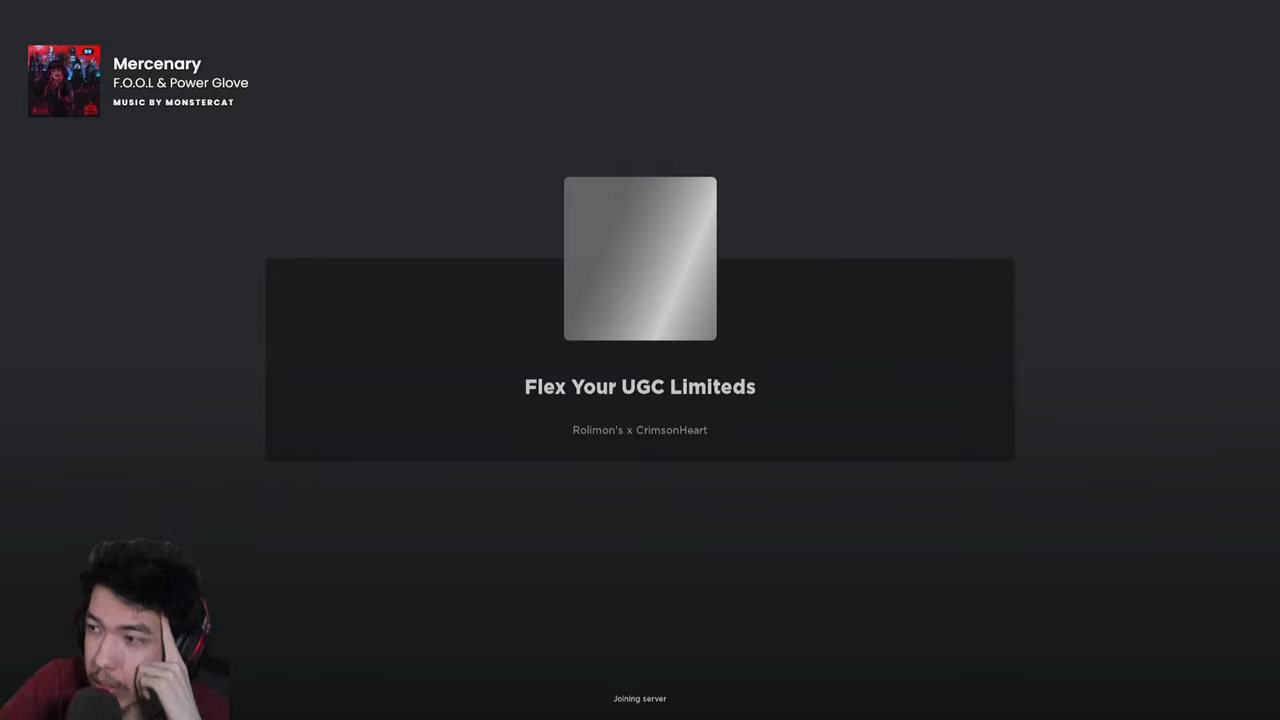 Mercenary
F.O.O.L & Power Glove
MUSIC BY MONSTERCAT
Flex Your UGC Limiteds
Rolimon's x CrimsonHeart
Joining server